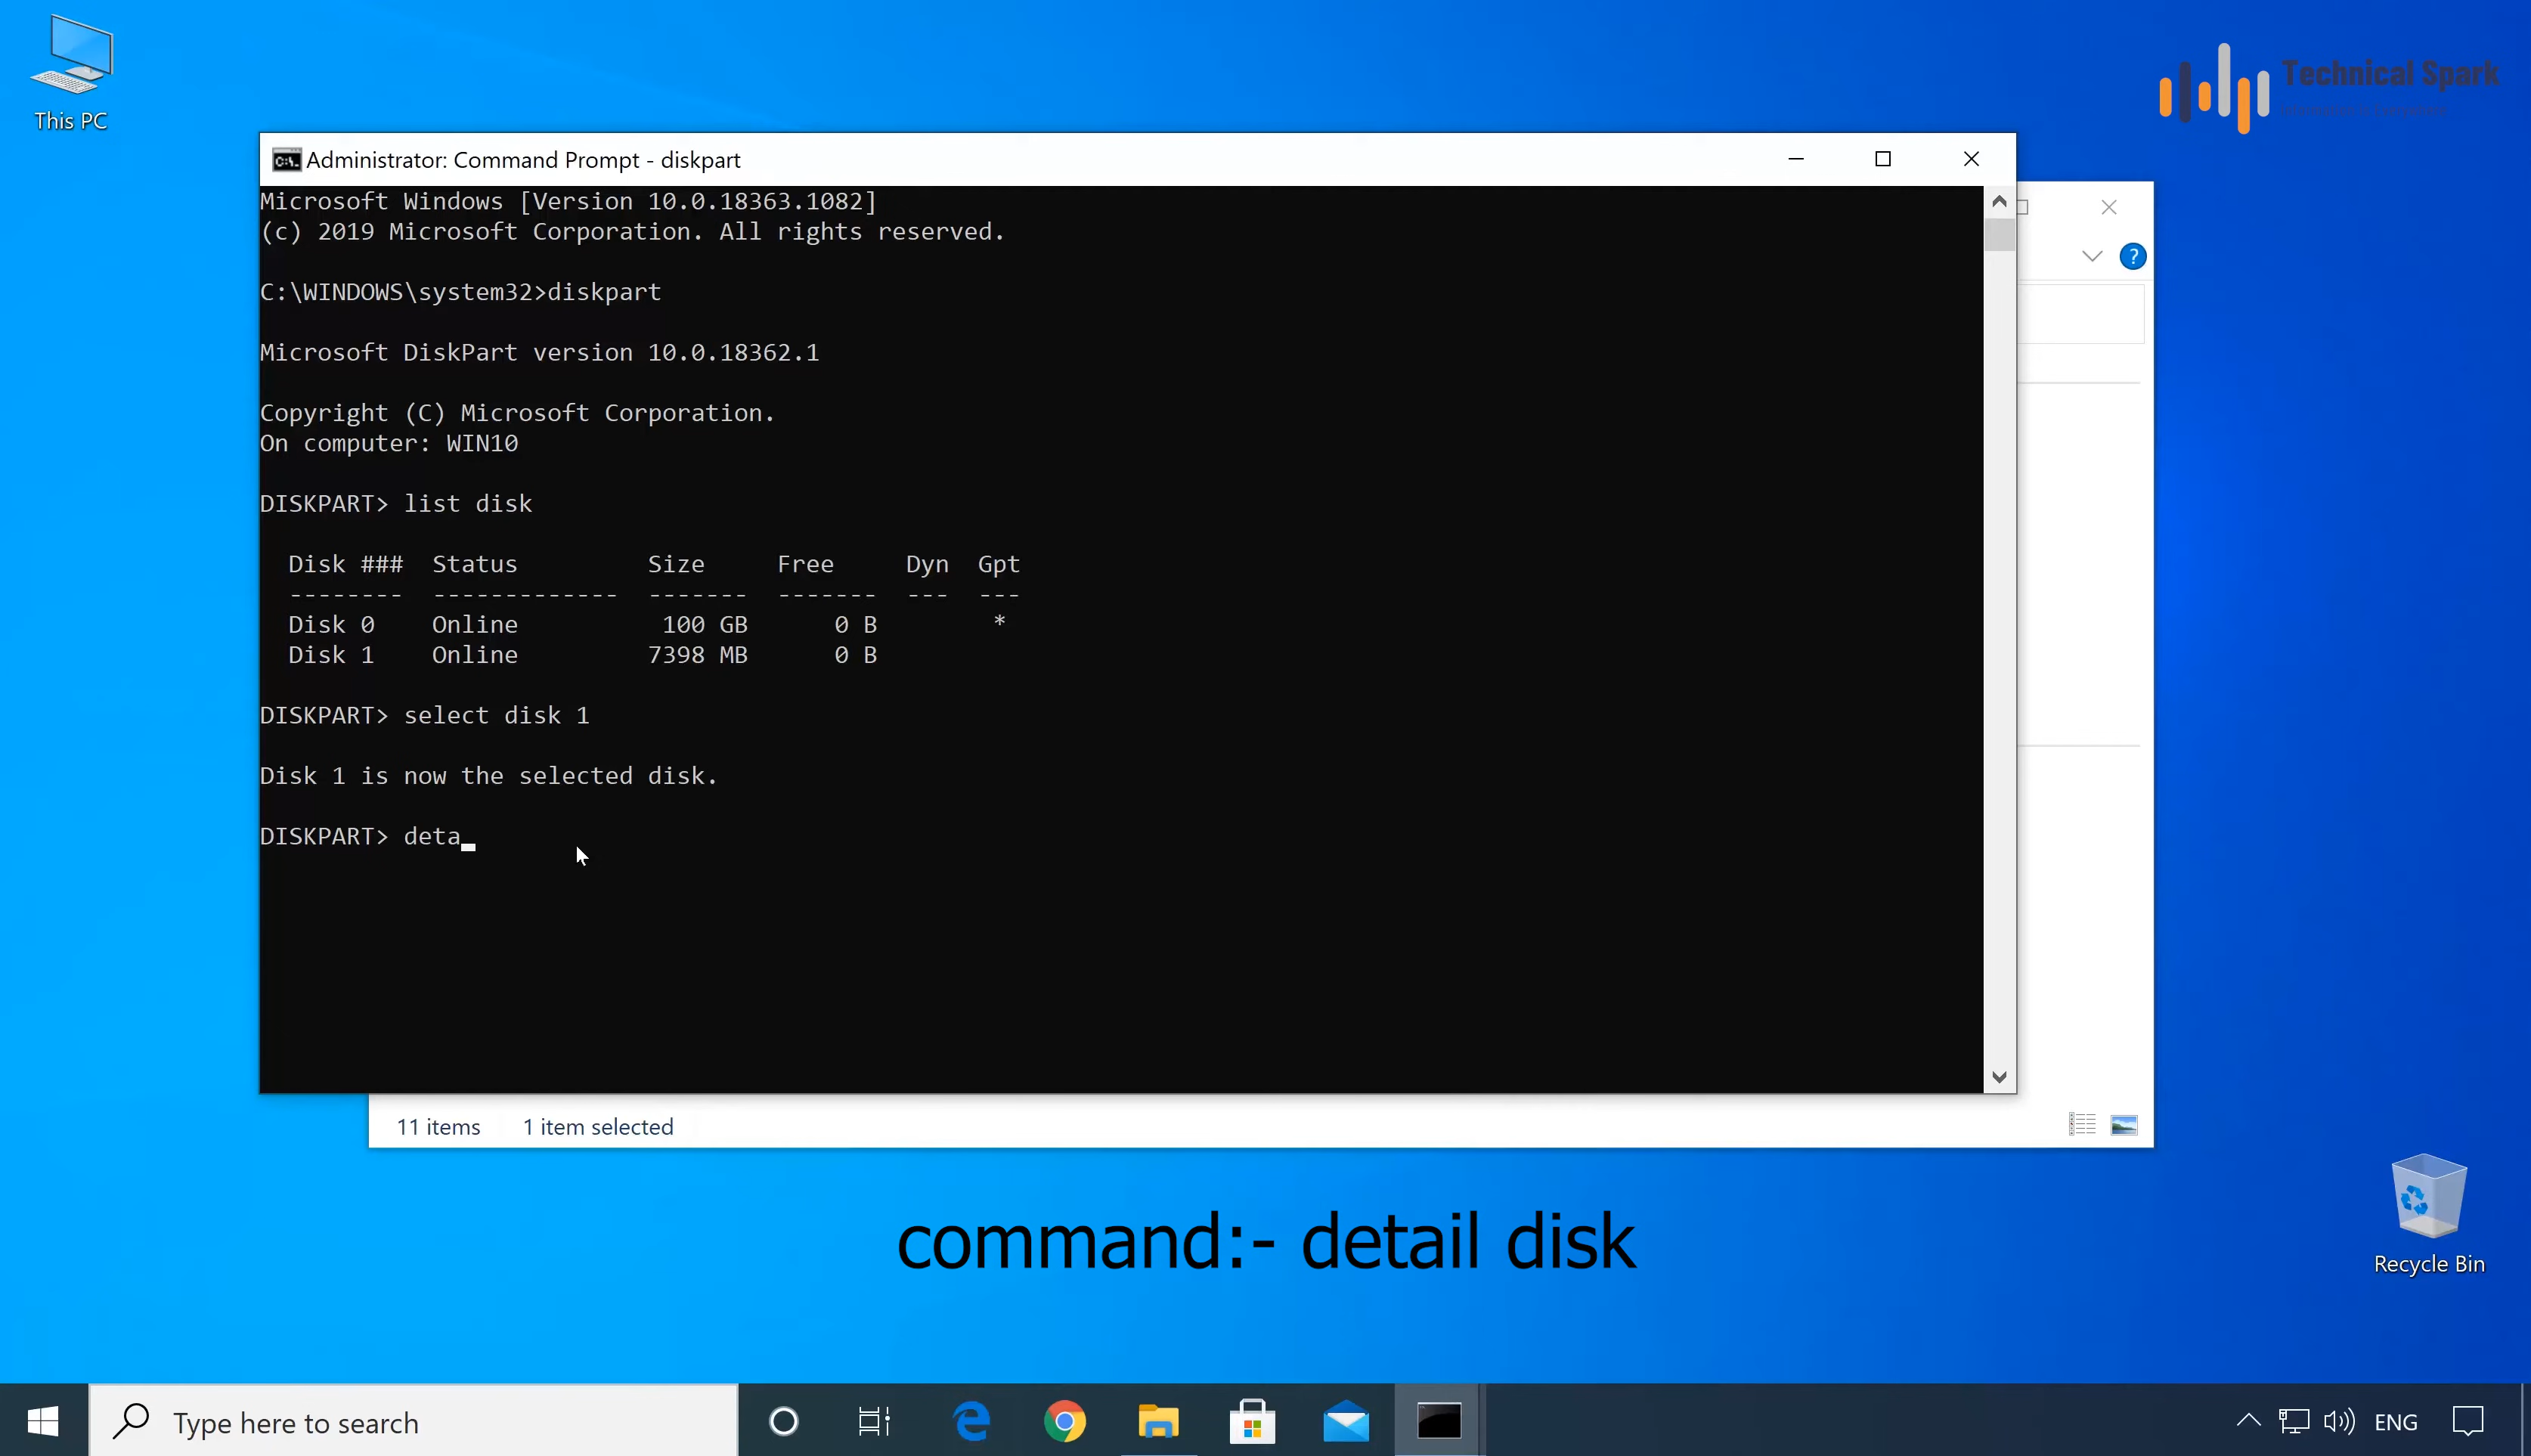 This PC
Technical Spark
Administrator: Command Prompt - diskpart
Microsoft Windows [Version 10.0.18363.1082]
(c) 2019 Microsoft Corporation. All rights reserved.
C:\WINDOWS\system32>diskpart
Microsoft DiskPart version 10.0.18362.1
Copyright (C) Microsoft Corporation.
On computer: WIN10
DISKPART> list disk
Disk ###  Status         Size     Free     Dyn  Gpt
--------  -------------  -------  -------  ---  ---
Disk 0    Online          100 GB      0 B        *
Disk 1    Online         7398 MB      0 B
DISKPART> select disk 1
Disk 1 is now the selected disk.
DISKPART> deta
11 items 1 item selected
command:- detail disk
Recycle Bin
Type here to search
ENG